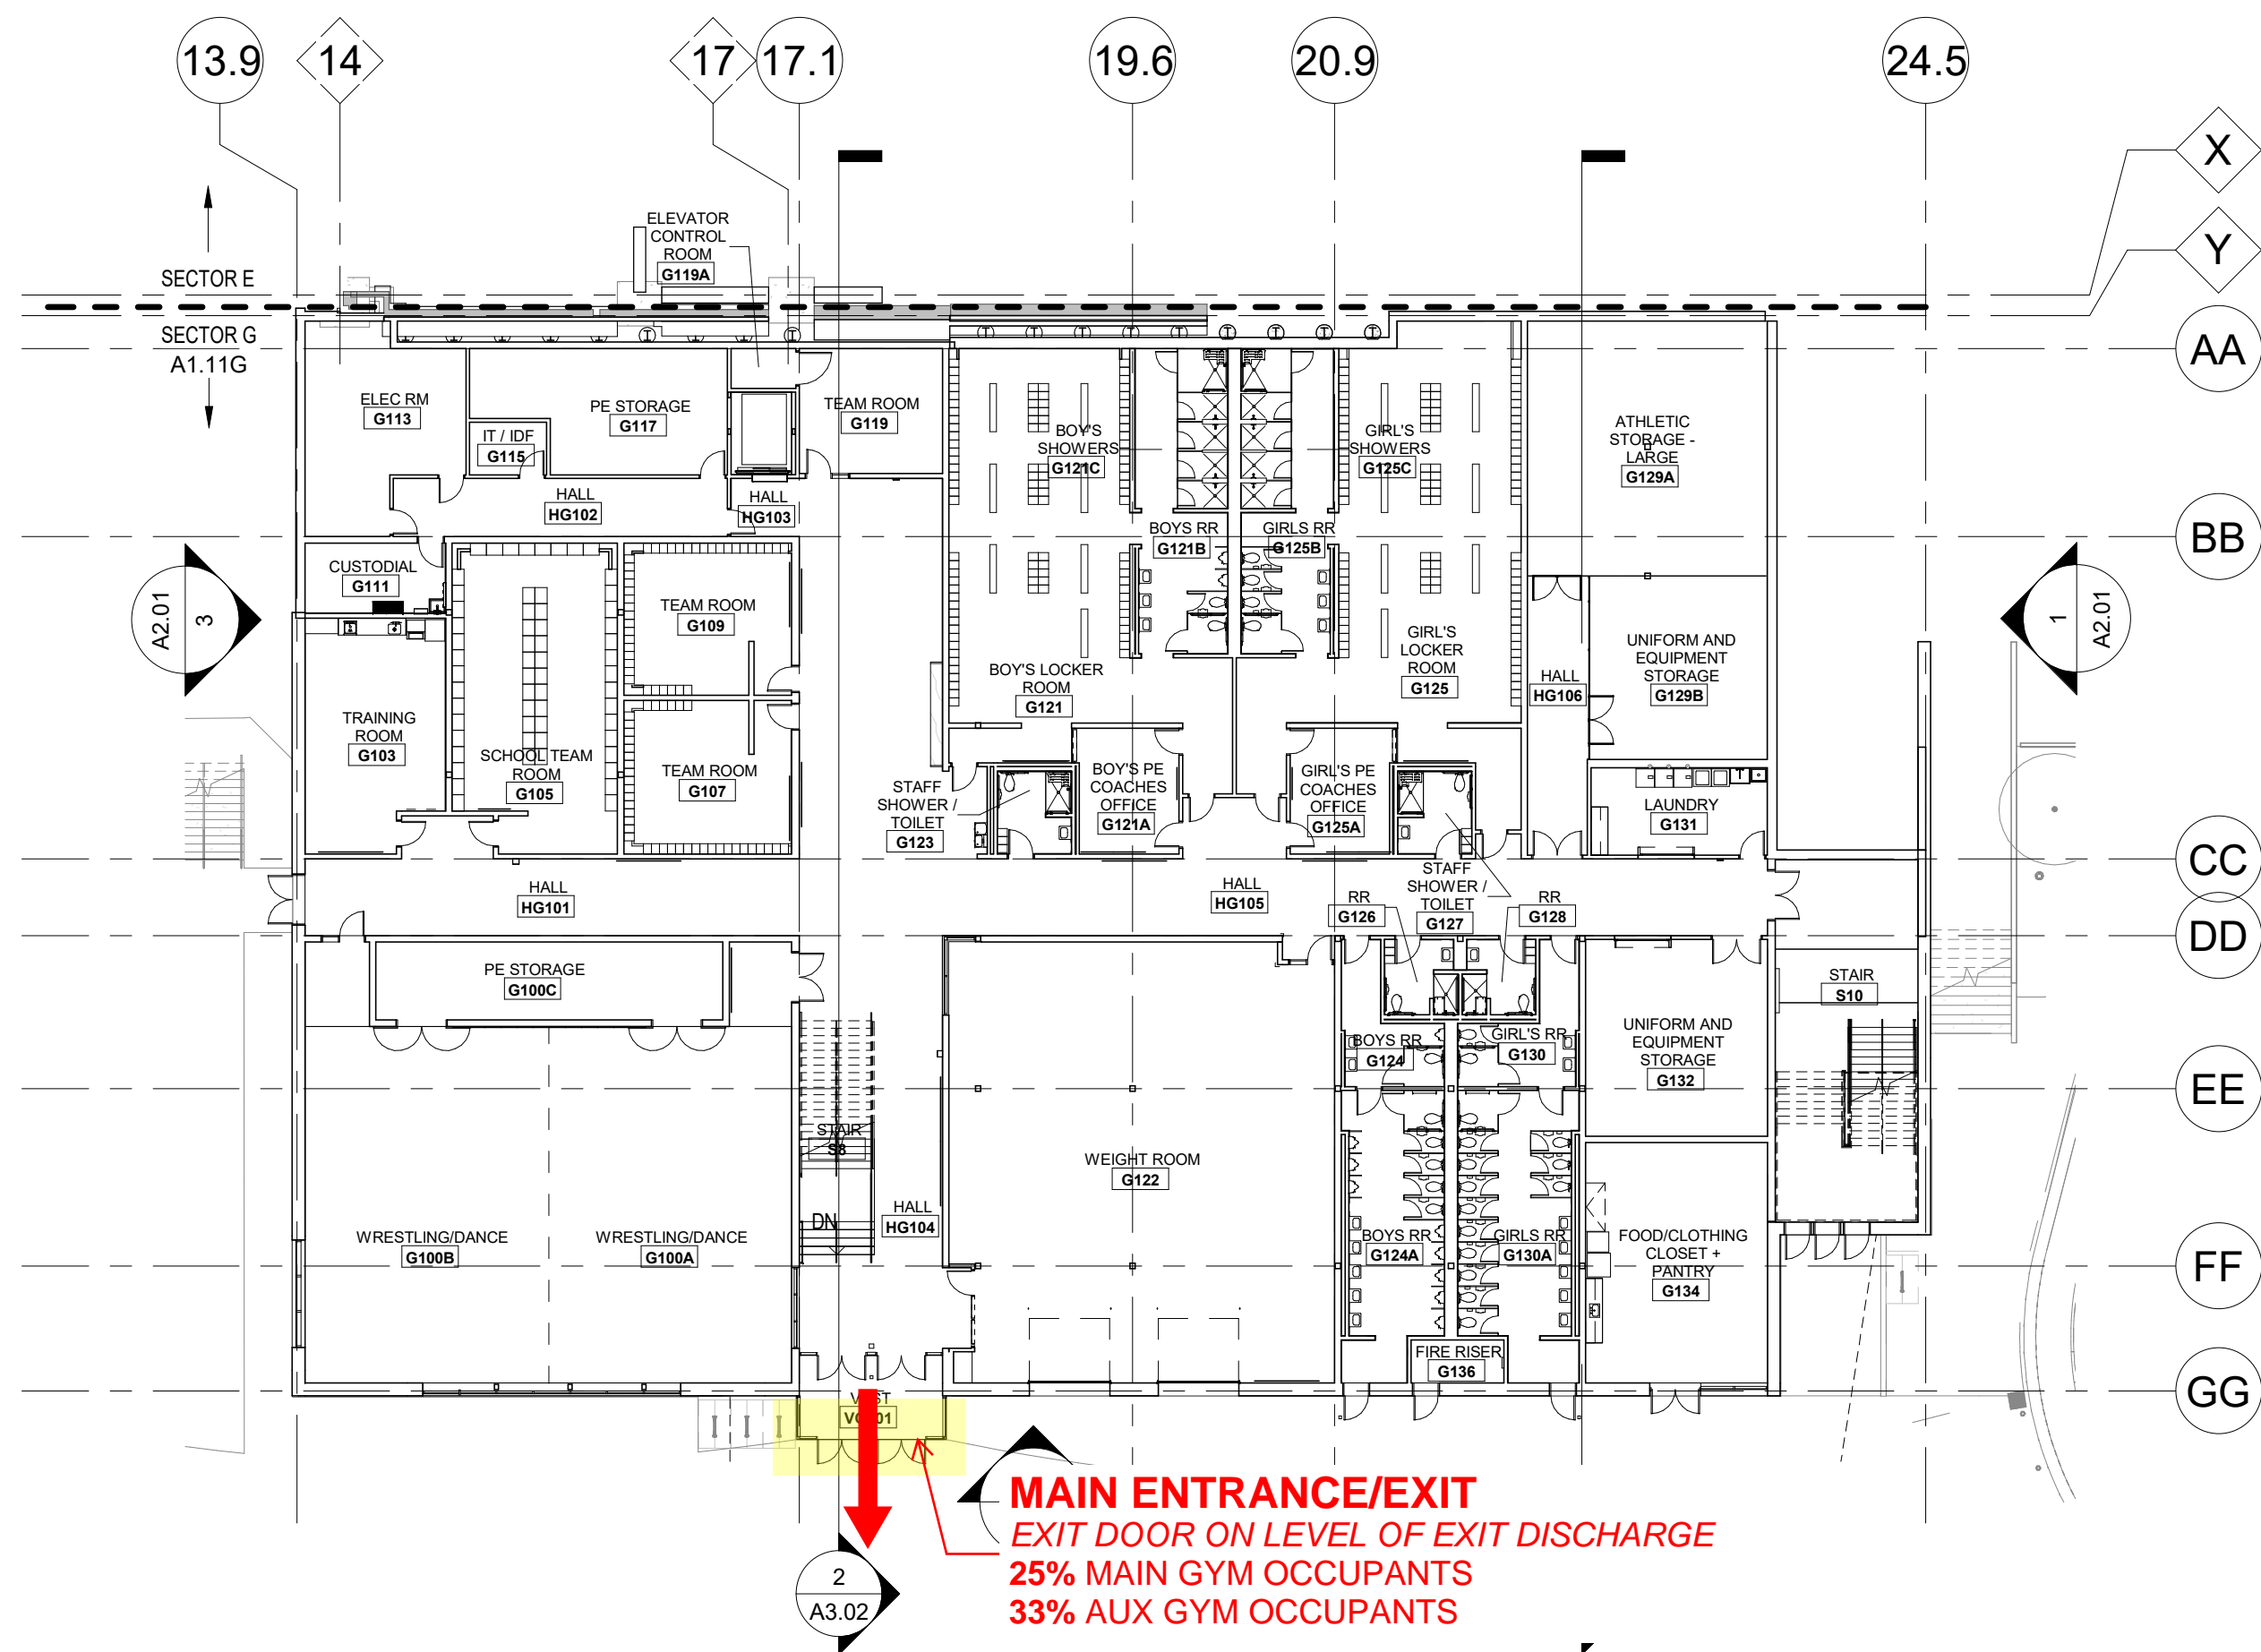 13.9
14
17
17.1
19.6
20.9
24.5
X
Y
AA
BB
CC
DD
EE
FF
GG
SECTOR E
SECTOR G
A1.11G
ELEVATOR
CONTROL
ROOM
G119A
ELEC RM
G113
PE STORAGE
G117
IT / IDF
G115
TEAM ROOM
G119
BOY'S
SHOWERS
G121C
GIRL'S
SHOWERS
G125C
ATHLETIC
STORAGE -
LARGE
G129A
HALL
HG102
HALL
HG103
BOYS RR
G121B
GIRLS RR
G125B
CUSTODIAL
G111
TEAM ROOM
G109
A2.01
3
1
A2.01
UNIFORM AND
EQUIPMENT
STORAGE
G129B
GIRL'S
LOCKER
ROOM
G125
BOY'S LOCKER
ROOM
G121
HALL
HG106
TRAINING
ROOM
G103
SCHOOL TEAM
ROOM
G105
TEAM ROOM
G107
STAFF
SHOWER /
TOILET
G123
BOY'S PE
COACHES
OFFICE
G121A
GIRL'S PE
COACHES
OFFICE
G125A
LAUNDRY
G131
STAFF
SHOWER /
TOILET
G127
HALL
HG101
HALL
HG105
RR
G126
RR
G128
PE STORAGE
G100C
STAIR
S10
BOYS RR
G124
GIRL'S RR
G130
UNIFORM AND
EQUIPMENT
STORAGE
G132
STAIR
S8
WEIGHT ROOM
G122
DN
HALL
HG104
WRESTLING/DANCE
G100B
WRESTLING/DANCE
G100A
BOYS RR
G124A
GIRLS RR
G130A
FOOD/CLOTHING
CLOSET +
PANTRY
G134
FIRE RISER
G136
MAIN ENTRANCE/EXIT
EXIT DOOR ON LEVEL OF EXIT DISCHARGE
25% MAIN GYM OCCUPANTS
33% AUX GYM OCCUPANTS
2
A3.02